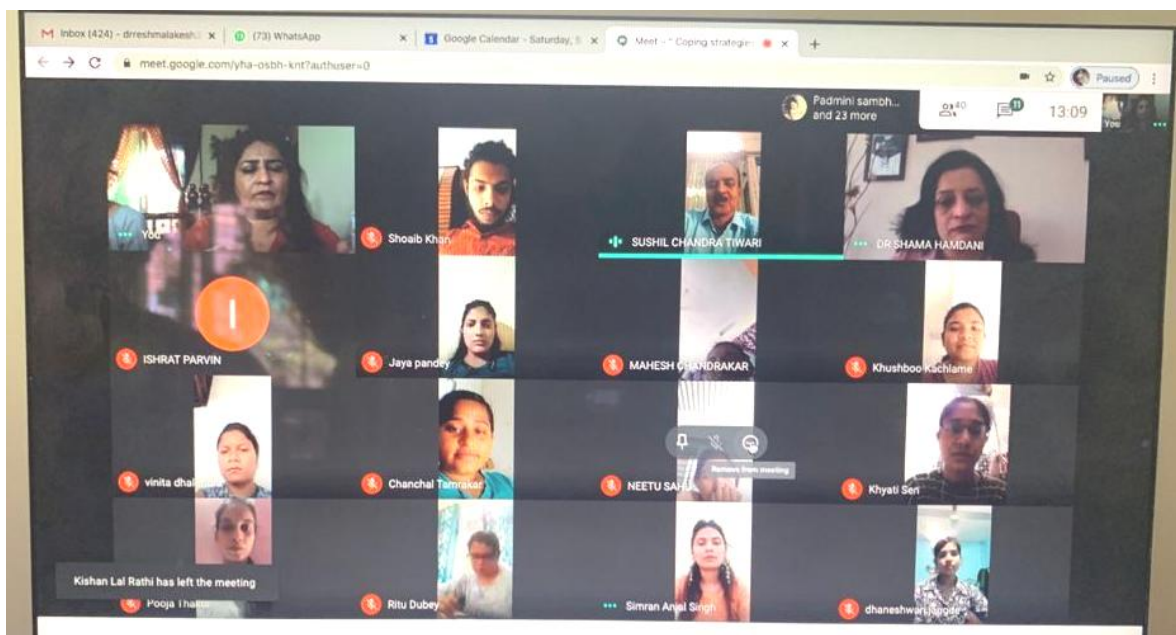 Inbox (424) - drreshmalakesh
(73) WhatsApp
Google Calendar - Saturday, S
Meet - " Coping strategie
meet.google.com/yha-osbh-knt?authuser=0
Paused
Padmini sambh...
and 23 more
40
11
13:09
You
You
Shoaib Khan
SUSHIL CHANDRA TIWARI
DR SHAMA HAMDANI
I
ISHRAT PARVIN
Jaya pandey
MAHESH CHANDRAKAR
Khushboo Kachlame
Remove from meeting
vinita dhal
Chanchal Tamrakar
NEETU SAHU
Khyati Sen
Kishan Lal Rathi has left the meeting
Pooja Thakur
Ritu Dubey
Simran Anjal Singh
dhaneshwari